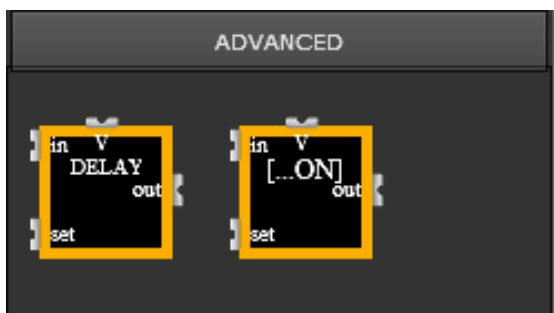 ADVANCED
in V
DELAY
out
set
in V
[...ON]
out
set